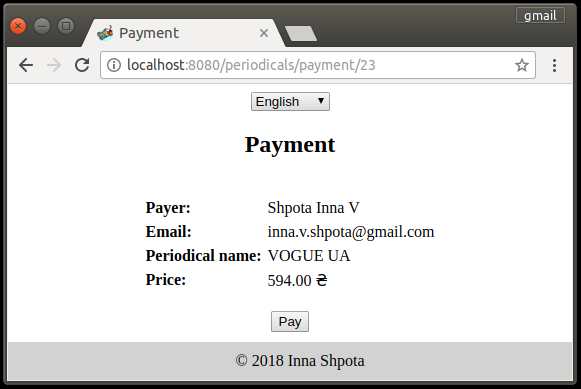 gmail
Payment
localhost:8080/periodicals/payment/23
English
Payment
Payer: Shpota Inna V
Email: inna.v.shpota@gmail.com
Periodical name: VOGUE UA
Price: 594.00 ₴
Pay
© 2018 Inna Shpota